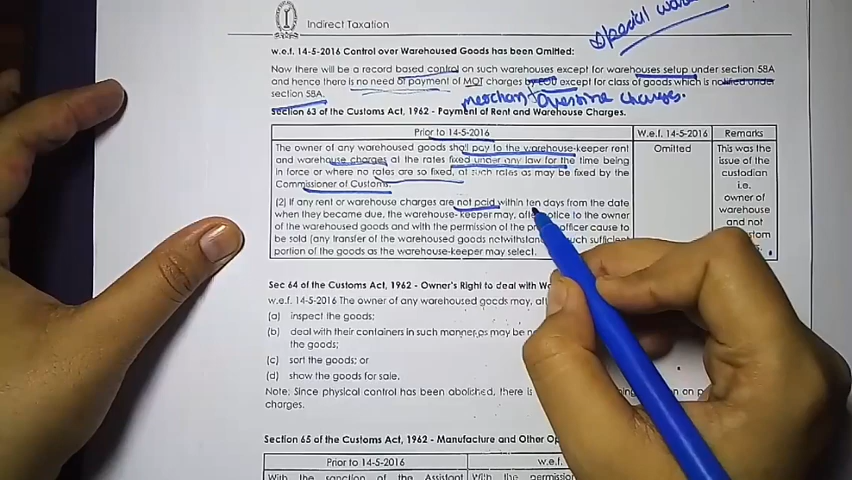 Indirect Taxation
special
w.e.f. 14-5-2016 Control over Warehoused Goods has been Omitted:
Now there will be a record based control on such warehouses except for warehouses setup under section 58A
and hence there is no need of payment of MOT charges by EOU except for class of goods which is notified under
section 58A.
merchant overtime charges.
Section 63 of the Customs Act, 1962 - Payment of Rent and Warehouse Charges.
Prior to 14-5-2016 W.e.f. 14-5-2016 Remarks
The owner of any warehoused goods shall pay to the warehouse-keeper rent Omitted This was the
and warehouse charges at the rates fixed under any law for the time being issue of the
in force or where no rates are so fixed, at such rates as may be fixed by the custodian
Commissioner of Customs. i.e.
owner of
(2) If any rent or warehouse charges are not paid within ten days from the date warehouse
when they became due, the warehouse- keeper may, after notice to the owner and not
of the warehoused goods and with the permission of the officer cause to
be sold (any transfer of the warehoused goods such sufficient
portion of the goods as the warehouse-keeper may select.
Sec 64 of the Customs Act, 1962 - Owner's Right to deal with
w.e.f. 14-5-2016 The owner of any warehoused goods may,
(a) inspect the goods;
(b) deal with their containers in such manner as may be
the goods;
(c) sort the goods; or
(d) show the goods for sale.
Note: Since physical control has been abolished, there is on
charges.
Section 65 of the Customs Act, 1962 - Manufacture and Other
Prior to 14-5-2016 w.e.f.
With the sanction of the Assistant With the